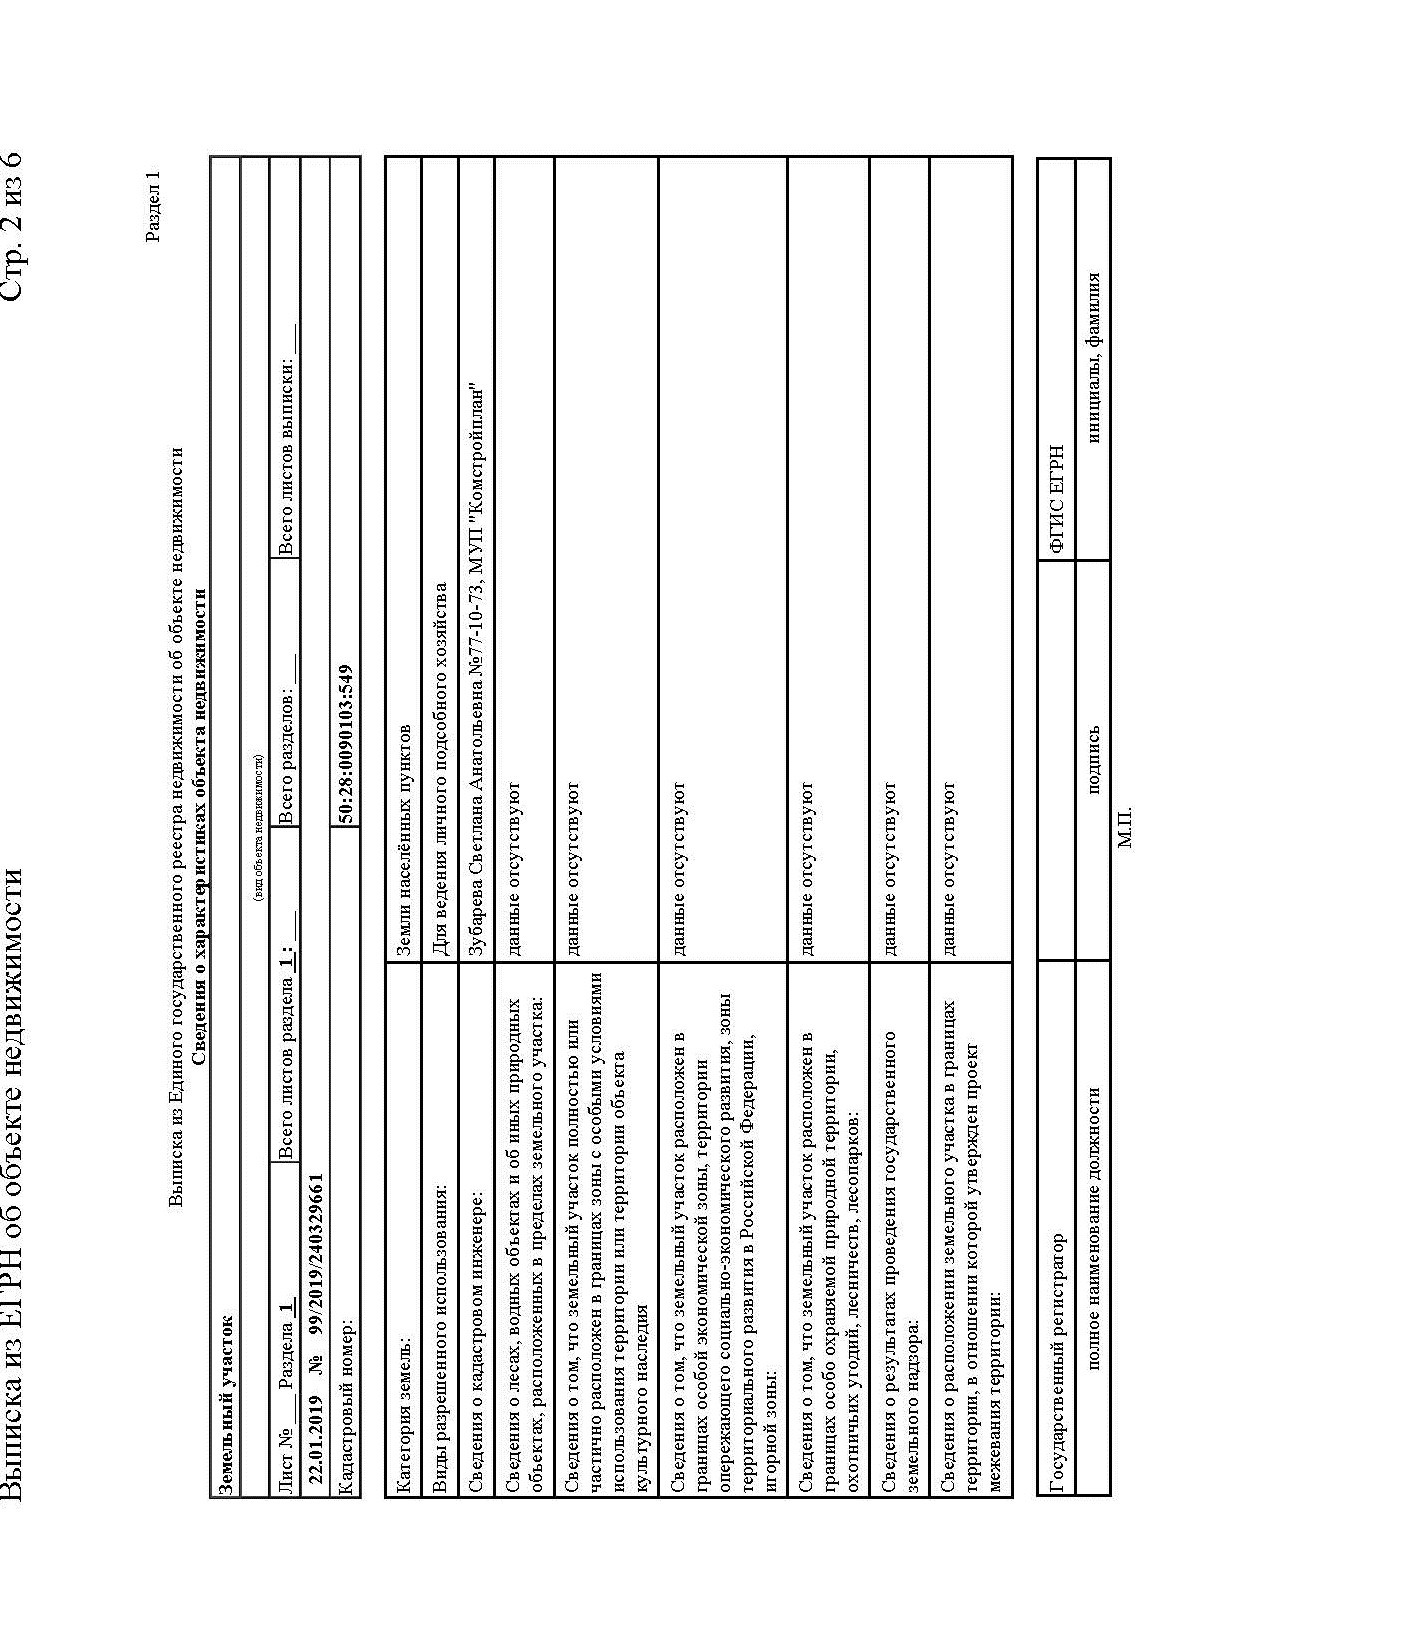 Выписка из ЕГРН об объекте недвижимости Стр. 2 из 6
Раздел 1
Выписка из Единого государственного реестра недвижимости об объекте недвижимости
Сведения о характеристиках объекта недвижимости
Земельный участок
(вид объекта недвижимости)
Лист № ___ Раздела 1 Всего листов раздела 1 : ___ Всего разделов: ___ Всего листов выписки: ___
22.01.2019 № 99/2019/240329661
Кадастровый номер: 50:28:0090103:549
Категория земель: Земли населённых пунктов
Виды разрешенного использования: Для ведения личного подсобного хозяйства
Сведения о кадастровом инженере: Зубарева Светлана Анатольевна №77-10-73, МУП "Комстройплан"
Сведения о лесах, водных объектах и об иных природных
объектах, расположенных в пределах земельного участка:
данные отсутствуют
Сведения о том, что земельный участок полностью или
частично расположен в границах зоны с особыми условиями
использования территории или территории объекта
культурного наследия
данные отсутствуют
Сведения о том, что земельный участок расположен в
границах особой экономической зоны, территории
опережающего социально-экономического развития, зоны
территориального развития в Российской Федерации,
игорной зоны:
данные отсутствуют
Сведения о том, что земельный участок расположен в
границах особо охраняемой природной территории,
охотничьих угодий, лесничеств, лесопарков:
данные отсутствуют
Сведения о результатах проведения государственного
земельного надзора:
данные отсутствуют
Сведения о расположении земельного участка в границах
территории, в отношении которой утвержден проект
межевания территории:
данные отсутствуют
Государственный регистратор ФГИС ЕГРН
полное наименование должности подпись инициалы, фамилия
М.П.